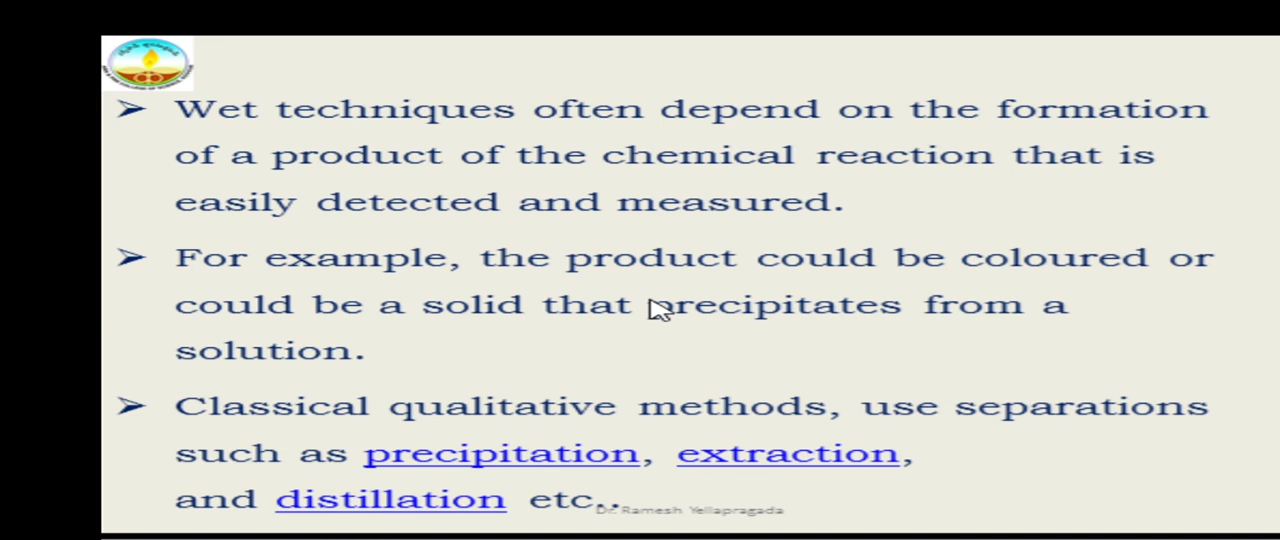 ➢ Wet techniques often depend on the formation
of a product of the chemical reaction that is
easily detected and measured.
➢ For example, the product could be coloured or
could be a solid that precipitates from a
solution.
➢ Classical qualitative methods, use separations
such as precipitation, extraction,
and distillation etc..
Dr. Ramesh Yellapragada